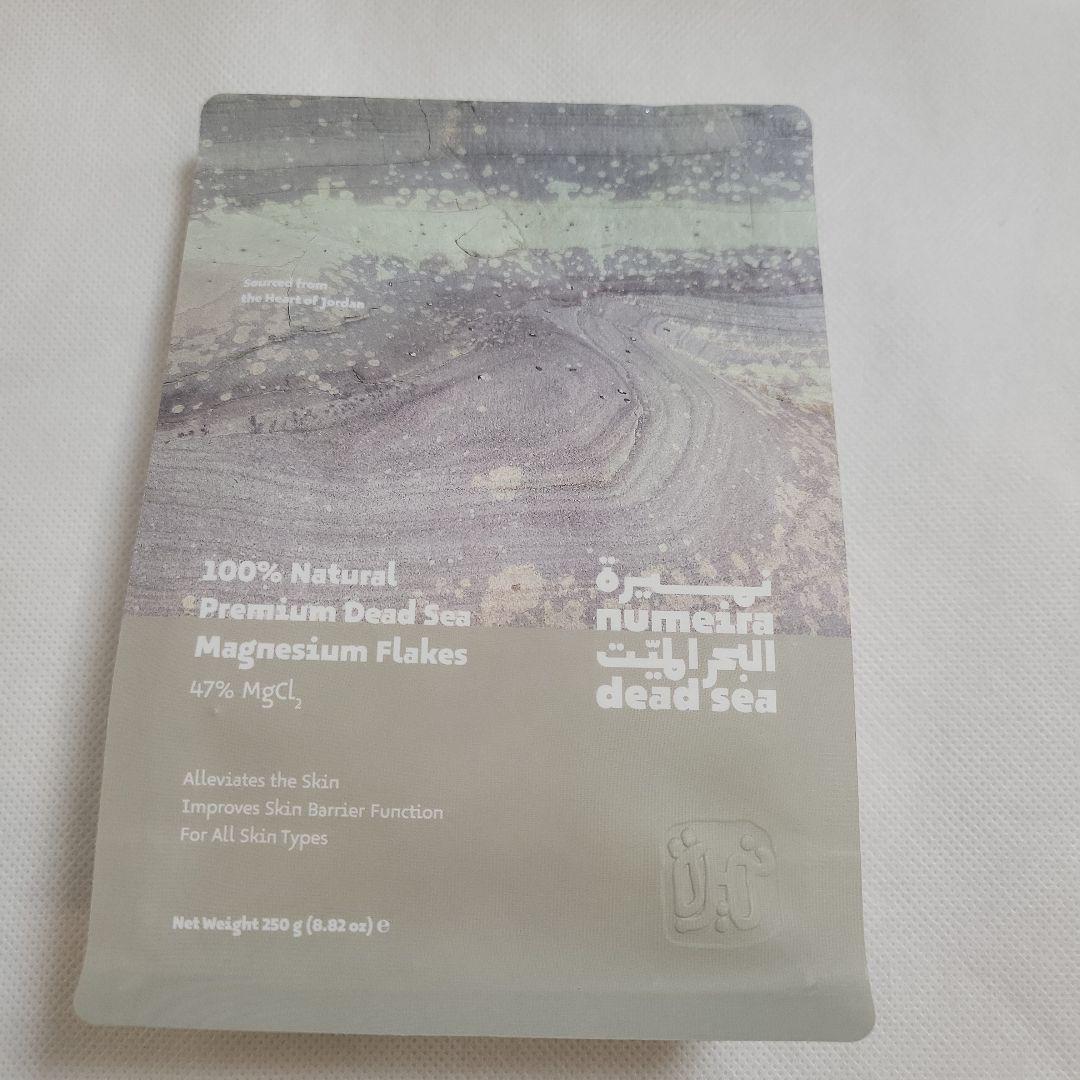 Sourced from
the Heart of Jordan
100% Natural
Premium Dead Sea
Magnesium Flakes
47% MgCl₂
نميرة
numeira
البحر الميّت
dead sea
Alleviates the Skin
Improves Skin Barrier Function
For All Skin Types
Net Weight 250 g (8.82 oz) ℮